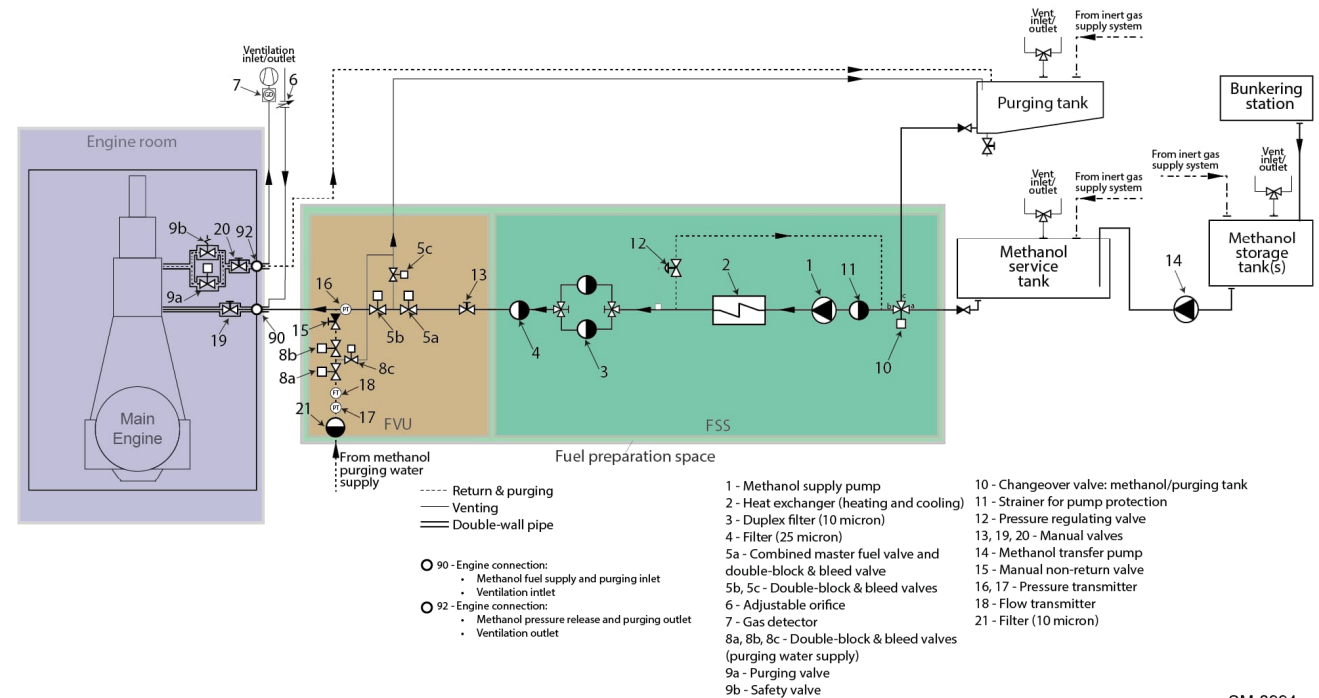 Vent
inlet/
outlet
From inert gas
supply system
Ventilation
inlet/outlet
6
7
GD
Purging tank
Bunkering
station
Engine room
From inert gas
supply system
Vent
inlet/
outlet
Vent
inlet/
outlet
From inert gas
supply system
9b
20
92
9a
19
90
5c
16
PT
13
15
5b
5a
8b
8c
8a
FT
18
PT
17
21
FVU
12
2
1
11
4
3
c
b
a
10
FSS
Methanol
service
tank
14
Methanol
storage
tank(s)
Main
Engine
Fuel preparation space
From methanol
purging water
supply
Return & purging
Venting
Double-wall pipe
90 - Engine connection:
• Methanol fuel supply and purging inlet
• Ventilation intlet
92 - Engine connection:
• Methanol pressure release and purging outlet
• Ventilation outlet
1 - Methanol supply pump
2 - Heat exchanger (heating and cooling)
3 - Duplex filter (10 micron)
4 - Filter (25 micron)
5a - Combined master fuel valve and
double-block & bleed valve
5b, 5c - Double-block & bleed valves
6 - Adjustable orifice
7 - Gas detector
8a, 8b, 8c - Double-block & bleed valves
(purging water supply)
9a - Purging valve
9b - Safety valve
10 - Changeover valve: methanol/purging tank
11 - Strainer for pump protection
12 - Pressure regulating valve
13, 19, 20 - Manual valves
14 - Methanol transfer pump
15 - Manual non-return valve
16, 17 - Pressure transmitter
18 - Flow transmitter
21 - Filter (10 micron)